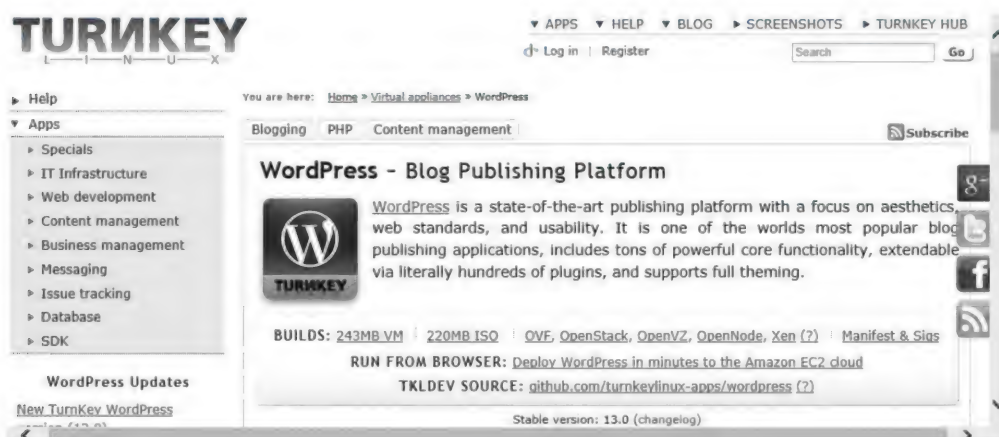 TURNKEY
LINUX
APPS HELP BLOG SCREENSHOTS TURNKEY HUB
Log in | Register
Search Go
Help
Apps
Specials
IT Infrastructure
Web development
Content management
Business management
Messaging
Issue tracking
Database
SDK
WordPress Updates
New TurnKey WordPress
version (13.0)
You are here: Home » Virtual appliances » WordPress
Blogging PHP Content management
Subscribe
WordPress - Blog Publishing Platform
TURNKEY
WordPress is a state-of-the-art publishing platform with a focus on aesthetics,
web standards, and usability. It is one of the worlds most popular blog
publishing applications, includes tons of powerful core functionality, extendable
via literally hundreds of plugins, and supports full theming.
BUILDS: 243MB VM | 220MB ISO | OVF, OpenStack, OpenVZ, OpenNode, Xen (?) | Manifest & Sigs
RUN FROM BROWSER: Deploy WordPress in minutes to the Amazon EC2 cloud
TKLDEV SOURCE: github.com/turnkeylinux-apps/wordpress (?)
Stable version: 13.0 (changelog)